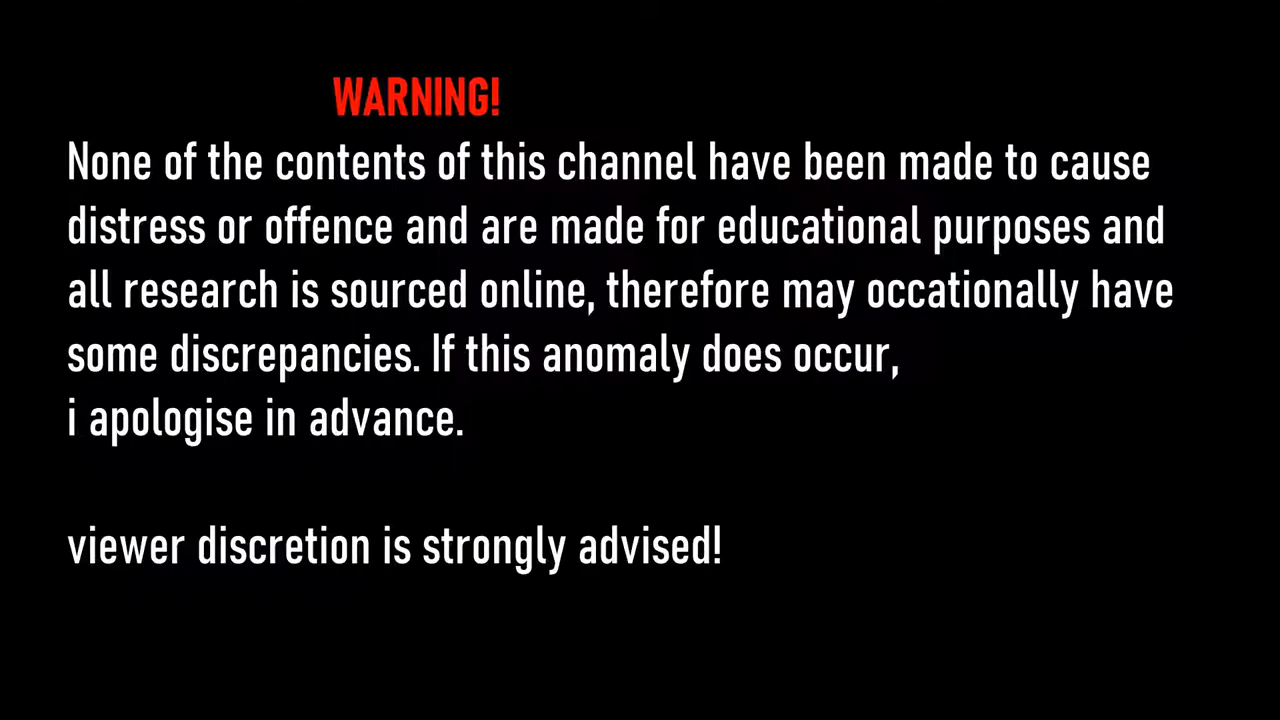 WARNING!
None of the contents of this channel have been made to cause
distress or offence and are made for educational purposes and
all research is sourced online, therefore may occationally have
some discrepancies. If this anomaly does occur,
i apologise in advance.
viewer discretion is strongly advised!